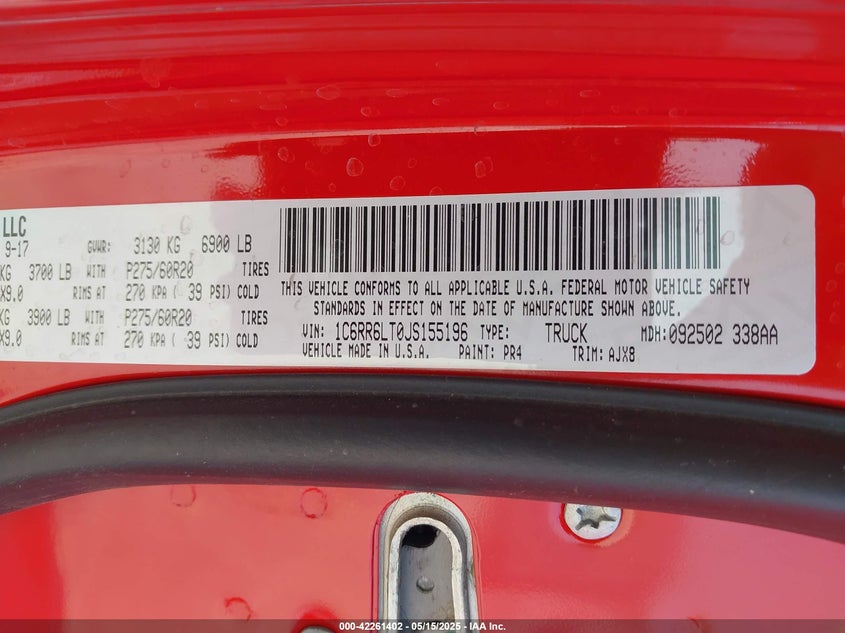 LLC
9-17 GVWR: 3130 KG 6900 LB
KG 3700 LB WITH P275/60R20 TIRES
X9.0 RIMS AT 270 KPA ( 39 PSI) COLD
KG 3900 LB WITH P275/60R20 TIRES
X9.0 RIMS AT 270 KPA ( 39 PSI) COLD
THIS VEHICLE CONFORMS TO ALL APPLICABLE U.S.A. FEDERAL MOTOR VEHICLE SAFETY
STANDARDS IN EFFECT ON THE DATE OF MANUFACTURE SHOWN ABOVE.
VIN: 1C6RR6LT0JS155196 TYPE: TRUCK MDH: 092502 338AA
VEHICLE MADE IN U.S.A. PAINT: PR4 TRIM: AJX8
000-42261402 - 05/15/2025 - IAA Inc.